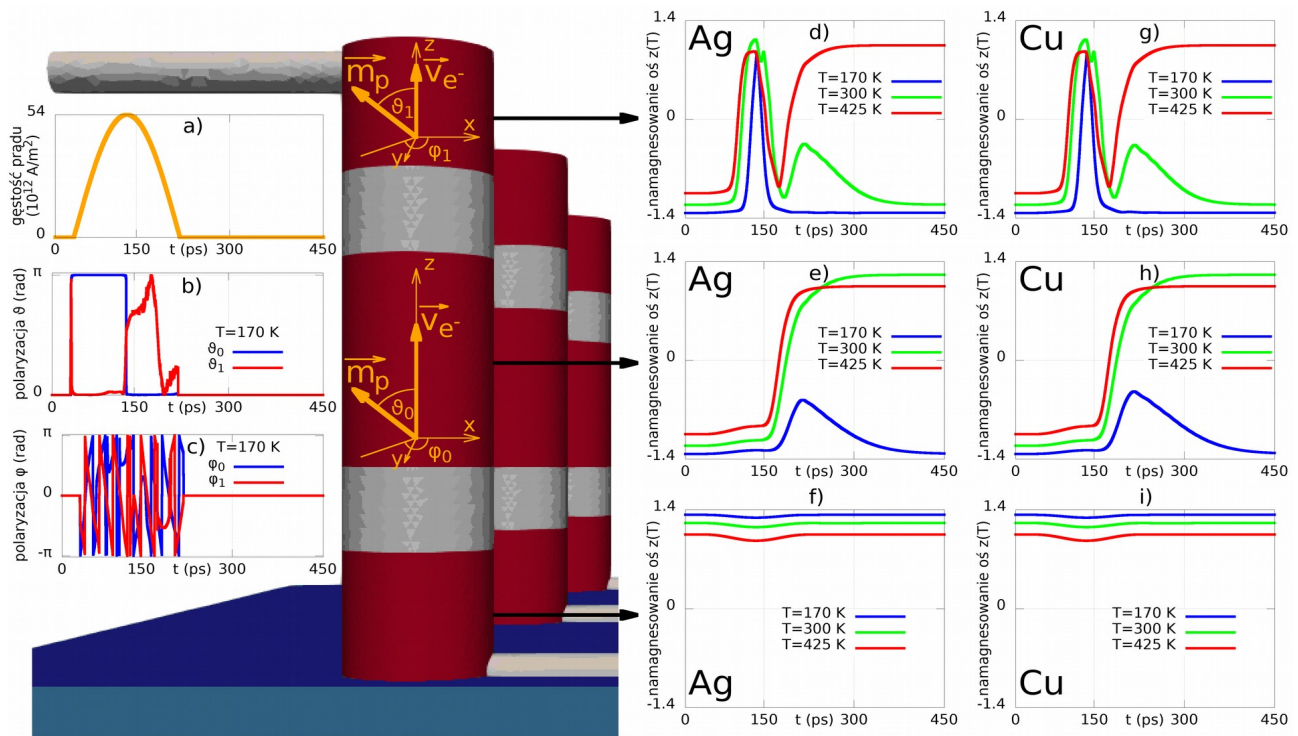 a)
54
gęstość prądu
(10¹² A/m²)
0
0 150 300 450
t (ps)
b)
π
polaryzacja ϑ (rad)
0
T=170 K
ϑ₀
ϑ₁
0 150 300 450
t (ps)
c)
π
polaryzacja φ (rad)
0
-π
T=170 K
φ₀
φ₁
0 150 300 450
t (ps)
z
m_p
v_e-
ϑ₁
x
y
φ₁
z
m_p
v_e-
ϑ₀
x
y
φ₀
Ag
d)
1.4
namagnesowanie oś z(T)
0
-1.4
T=170 K
T=300 K
T=425 K
0 150 t (ps) 300 450
Cu
g)
1.4
namagnesowanie oś z(T)
0
-1.4
T=170 K
T=300 K
T=425 K
0 150 t (ps) 300 450
Ag
e)
1.4
namagnesowanie oś z(T)
0
-1.4
T=170 K
T=300 K
T=425 K
0 150 t (ps) 300 450
Cu
h)
1.4
namagnesowanie oś z(T)
0
-1.4
T=170 K
T=300 K
T=425 K
0 150 t (ps) 300 450
f)
1.4
namagnesowanie oś z(T)
0
-1.4
T=170 K
T=300 K
T=425 K
Ag
0 150 t (ps) 300 450
i)
1.4
namagnesowanie oś z(T)
0
-1.4
T=170 K
T=300 K
T=425 K
Cu
0 150 t (ps) 300 450